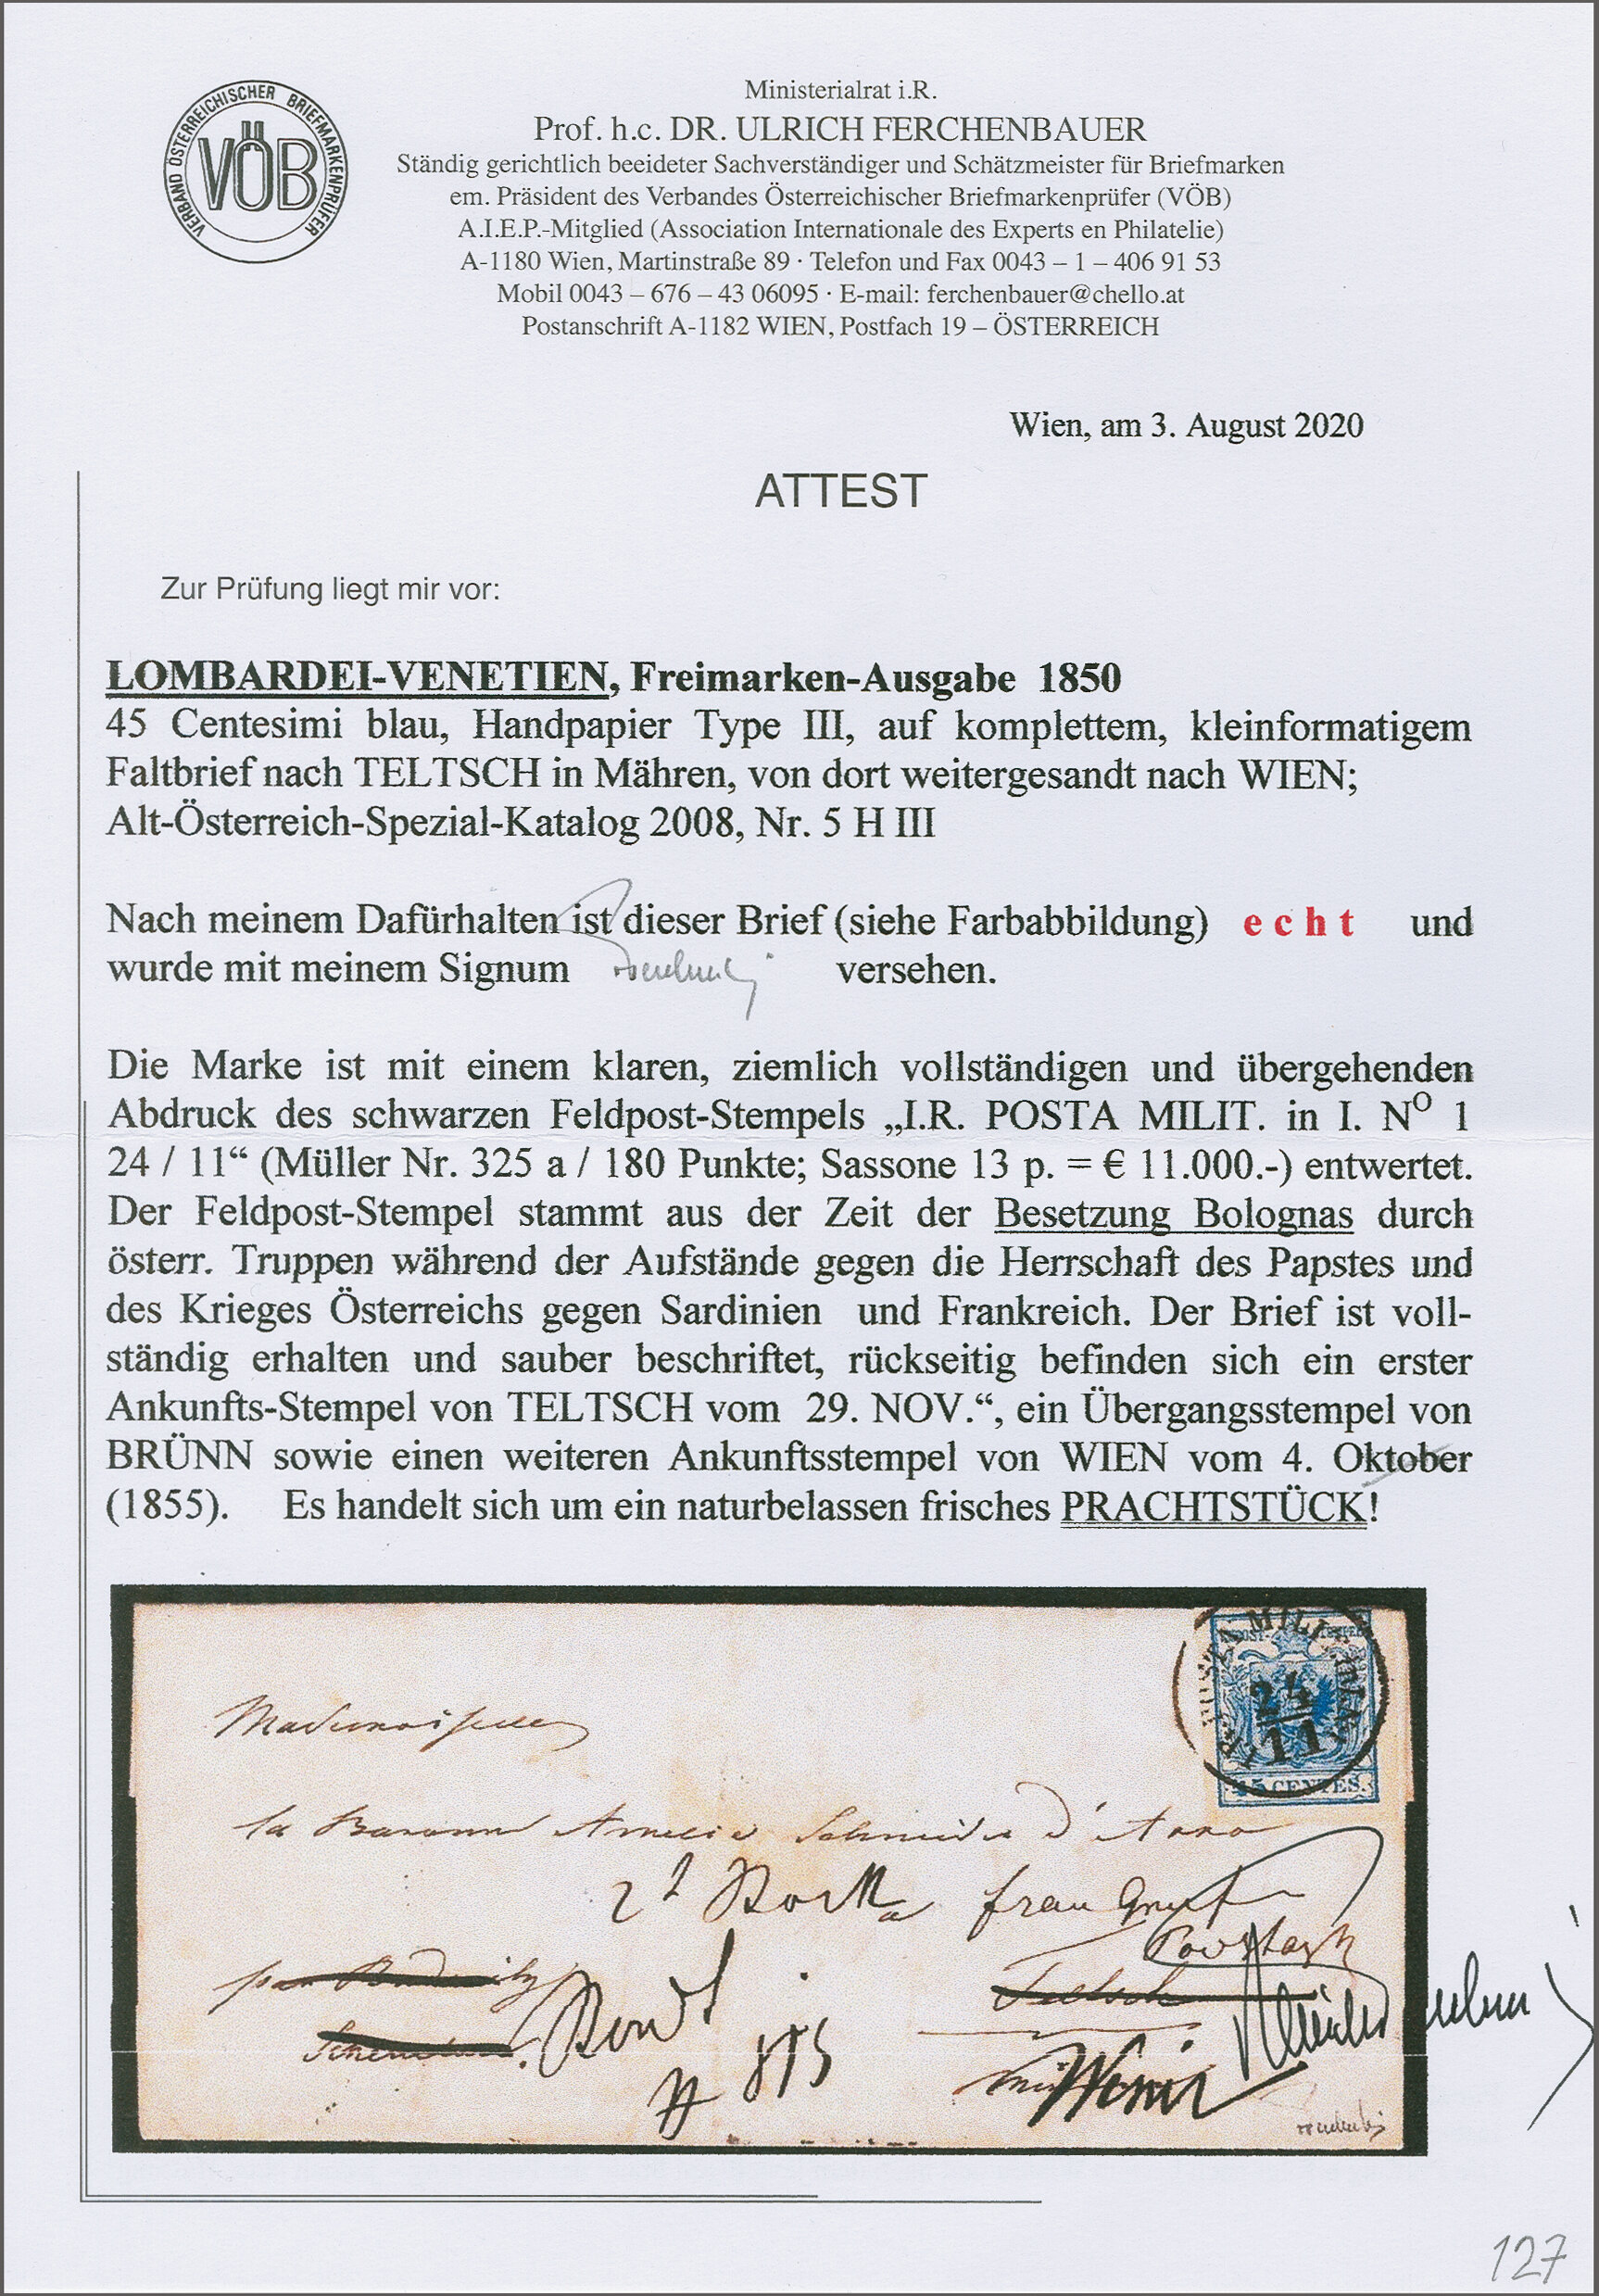 VERBAND ÖSTERREICHISCHER BRIEFMARKENPRÜFER
VÖB
Ministerialrat i.R.
Prof. h.c. DR. ULRICH FERCHENBAUER
Ständig gerichtlich beeideter Sachverständiger und Schätzmeister für Briefmarken
em. Präsident des Verbandes Österreichischer Briefmarkenprüfer (VÖB)
A.I.E.P.-Mitglied (Association Internationale des Experts en Philatelie)
A-1180 Wien, Martinstraße 89 · Telefon und Fax 0043 – 1 – 406 91 53
Mobil 0043 – 676 – 43 06095 · E-mail: ferchenbauer@chello.at
Postanschrift A-1182 WIEN, Postfach 19 – ÖSTERREICH
Wien, am 3. August 2020
ATTEST
Zur Prüfung liegt mir vor:
LOMBARDEI-VENETIEN, Freimarken-Ausgabe 1850
45 Centesimi blau, Handpapier Type III, auf komplettem, kleinformatigem
Faltbrief nach TELTSCH in Mähren, von dort weitergesandt nach WIEN;
Alt-Österreich-Spezial-Katalog 2008, Nr. 5 H III
Nach meinem Dafürhalten ist dieser Brief (siehe Farbabbildung) e c h t und
wurde mit meinem Signum versehen.
Die Marke ist mit einem klaren, ziemlich vollständigen und übergehenden
Abdruck des schwarzen Feldpost-Stempels „I.R. POSTA MILIT. in I. Nº 1
24 / 11“ (Müller Nr. 325 a / 180 Punkte; Sassone 13 p. = € 11.000.-) entwertet.
Der Feldpost-Stempel stammt aus der Zeit der Besetzung Bolognas durch
österr. Truppen während der Aufstände gegen die Herrschaft des Papstes und
des Krieges Österreichs gegen Sardinien und Frankreich. Der Brief ist voll-
ständig erhalten und sauber beschriftet, rückseitig befinden sich ein erster
Ankunfts-Stempel von TELTSCH vom 29. NOV.“, ein Übergangsstempel von
BRÜNN sowie einen weiteren Ankunftsstempel von WIEN vom 4. Oktober
(1855). Es handelt sich um ein naturbelassen frisches PRACHTSTÜCK!
24
11
45 CENTES.
Mademoiselle
la Baronne Amelie Schneider d'Arno
frau
Teltsch
Wien
127